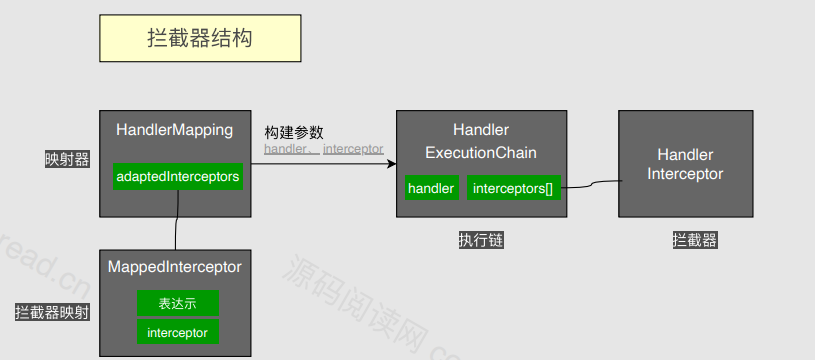 拦截器结构
HandlerMapping
adaptedInterceptors
映射器
构建参数
handler、 interceptor
Handler
ExecutionChain
handler
interceptors[]
执行链
Handler
Interceptor
拦截器
MappedInterceptor
表达示
interceptor
拦截器映射
read.cn
源码阅读网 co